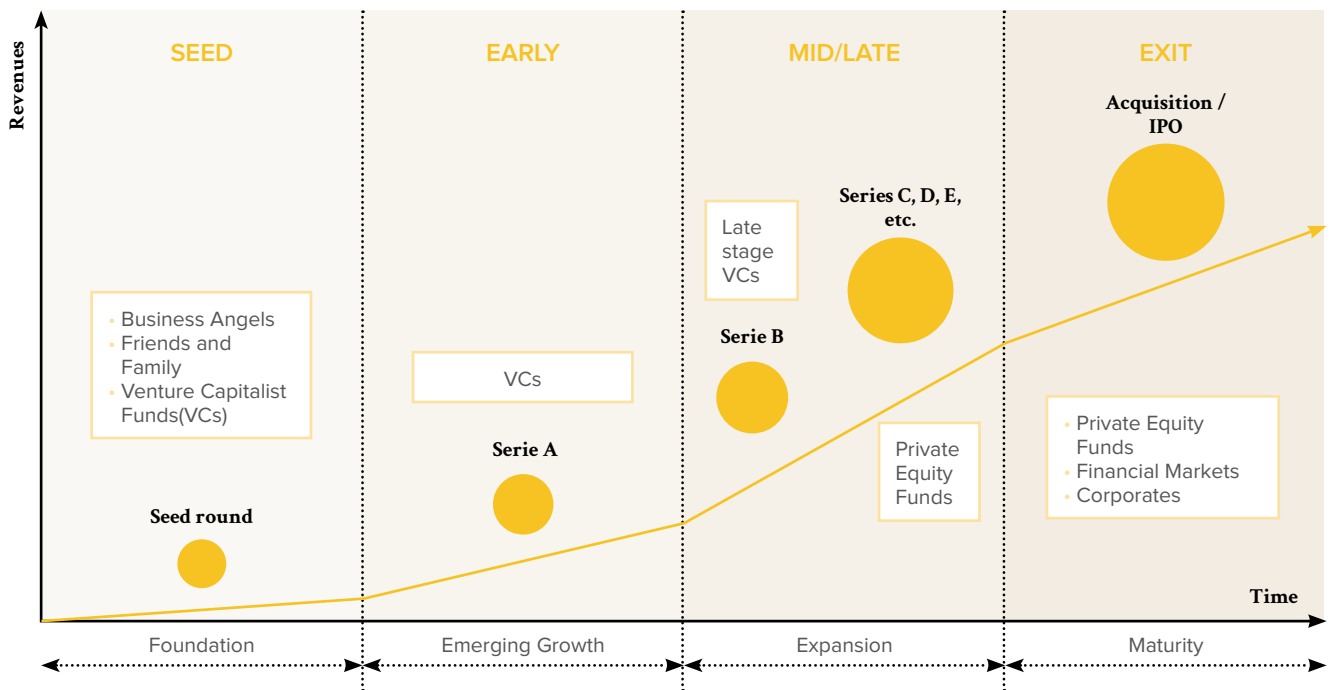 Revenues
SEED
EARLY
MID/LATE
EXIT
Acquisition /
IPO
Series C, D, E,
etc.
Late
stage
VCs
• Business Angels
• Friends and
Family
• Venture Capitalist
Funds(VCs)
Serie B
VCs
Private
Equity
Funds
• Private Equity
Funds
• Financial Markets
• Corporates
Serie A
Seed round
Time
Foundation
Emerging Growth
Expansion
Maturity